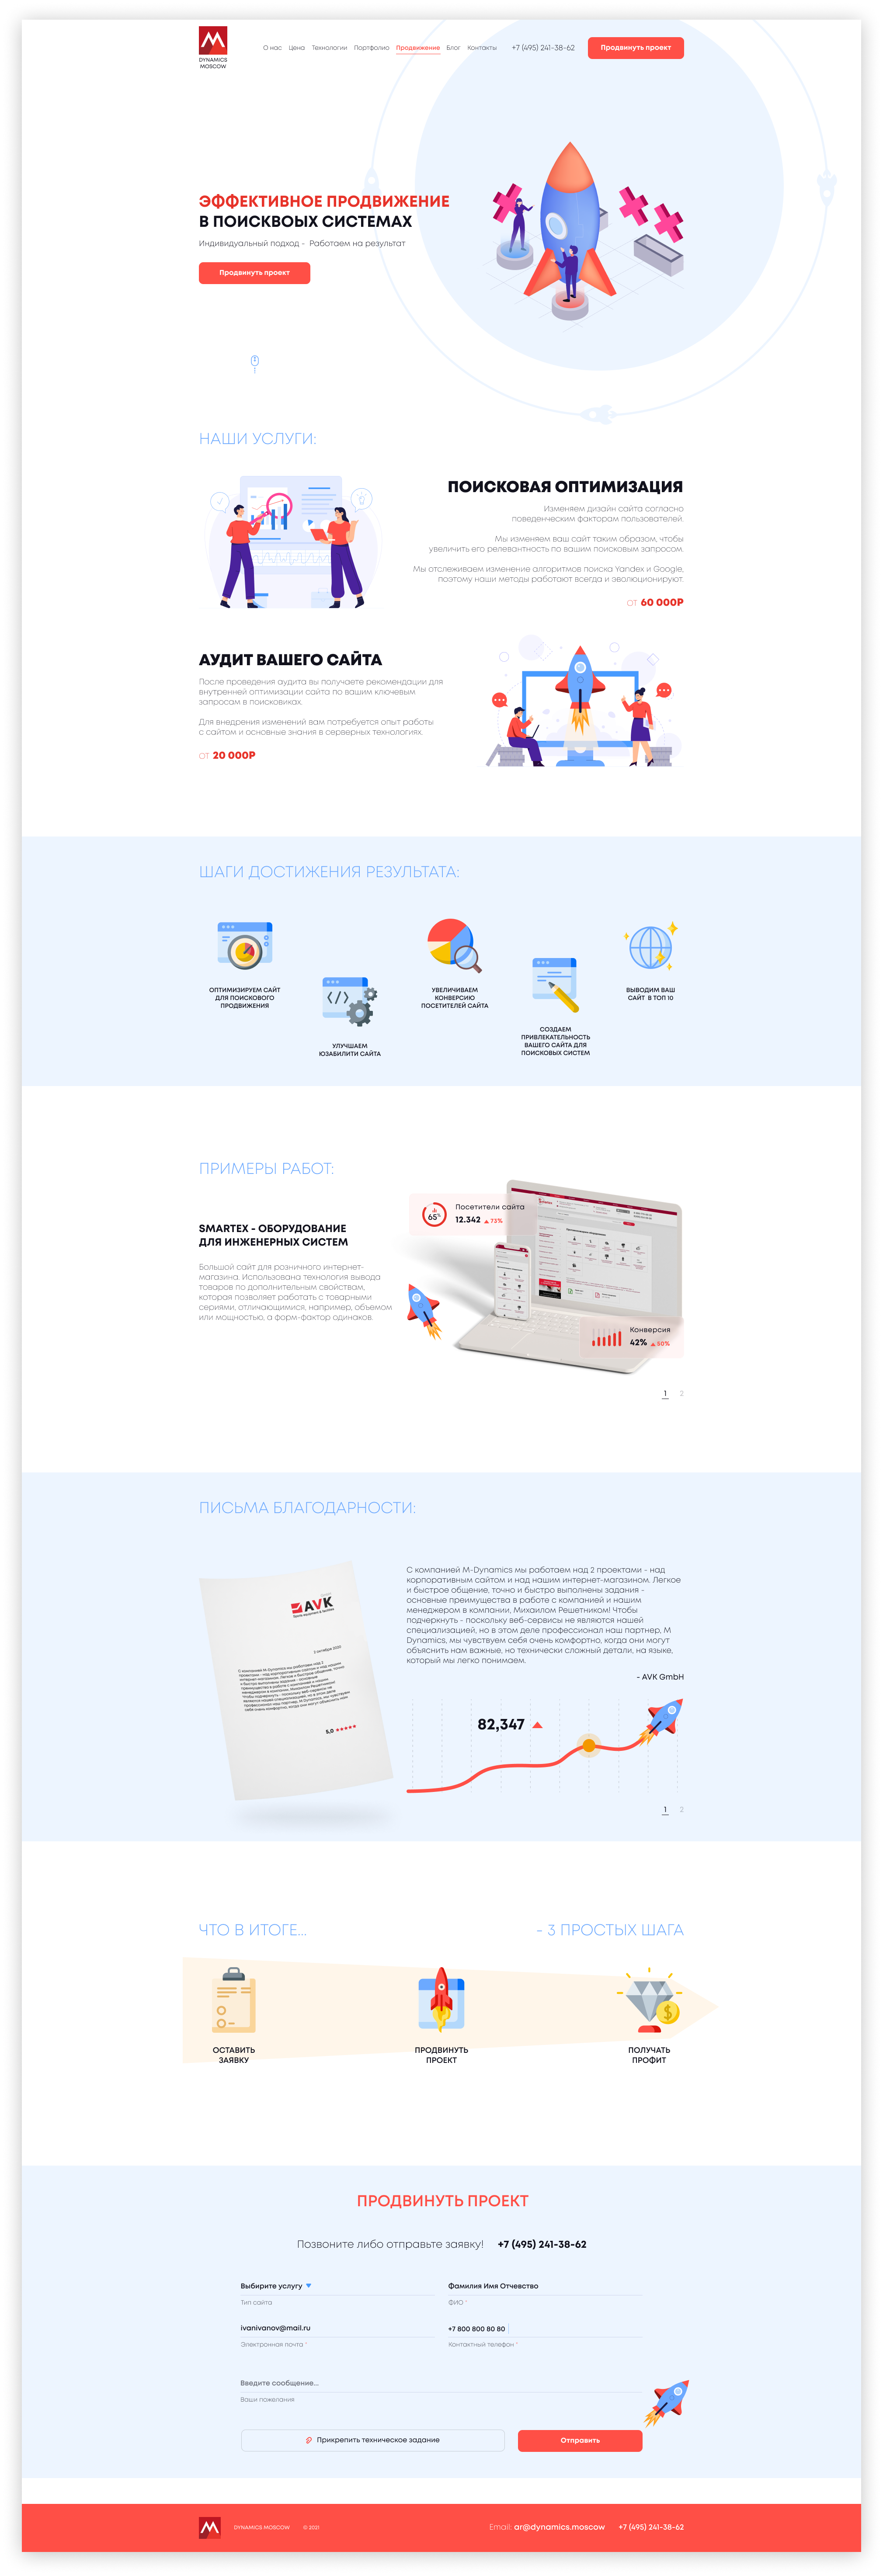 DYNAMICS
MOSCOW
О нас Цена Технологии Портфолио Продвижение Блог Контакты
+7 (495) 241-38-62
Продвинуть проект
ЭФФЕКТИВНОЕ ПРОДВИЖЕНИЕ
В ПОИСКВОЫХ СИСТЕМАХ
Индивидуальный подход - Работаем на результат
Продвинуть проект
НАШИ УСЛУГИ:
ПОИСКОВАЯ ОПТИМИЗАЦИЯ
Изменяем дизайн сайта согласно
поведенческим факторам пользователей.
Мы изменяем ваш сайт таким образом, чтобы
увеличить его релевантность по вашим поисковым запросом.
Мы отслеживаем изменение алгоритмов поиска Yandex и Google,
поэтому наши методы работают всегда и эволюционируют.
ОТ 60 000Р
АУДИТ ВАШЕГО САЙТА
После проведения аудита вы получаете рекомендации для
внутренней оптимизации сайта по вашим ключевым
запросам в поисковиках.
Для внедрения изменений вам потребуется опыт работы
с сайтом и основные знания в серверных технологиях.
ОТ 20 000Р
ШАГИ ДОСТИЖЕНИЯ РЕЗУЛЬТАТА:
ОПТИМИЗИРУЕМ САЙТ
ДЛЯ ПОИСКОВОГО
ПРОДВИЖЕНИЯ
УЛУЧШАЕМ
ЮЗАБИЛИТИ САЙТА
УВЕЛИЧИВАЕМ
КОНВЕРСИЮ
ПОСЕТИТЕЛЕЙ САЙТА
СОЗДАЕМ
ПРИВЛЕКАТЕЛЬНОСТЬ
ВАШЕГО САЙТА ДЛЯ
ПОИСКОВЫХ СИСТЕМ
ВЫВОДИМ ВАШ
САЙТ В ТОП 10
ПРИМЕРЫ РАБОТ:
SMARTEX - ОБОРУДОВАНИЕ
ДЛЯ ИНЖЕНЕРНЫХ СИСТЕМ
Большой сайт для розничного интернет-
магазина. Использована технология вывода
товаров по дополнительным свойствам,
которая позволяет работать с товарными
сериями, отличающимися, например, объемом
или мощностью, а форм-фактор одинаков.
65%
Посетители сайта
12.342 73%
Конверсия
42% 50%
1 2
ПИСЬМА БЛАГОДАРНОСТИ:
AVK
5,0
С компанией M-Dynamics мы работаем над 2 проектами - над
корпоративным сайтом и над нашим интернет-магазином. Легкое
и быстрое общение, точно и быстро выполнены задания -
основные преимущества в работе с компанией и нашим
менеджером в компании, Михаилом Решетником! Чтобы
подчеркнуть - поскольку веб-сервисы не являются нашей
специализацией, но в этом деле профессионал наш партнер, M
Dynamics, мы чувствуем себя очень комфортно, когда они могут
объяснить нам важные, но технически сложный детали, на языке,
который мы легко понимаем.
- AVK GmbH
82,347
1 2
ЧТО В ИТОГЕ...
- 3 ПРОСТЫХ ШАГА
ОСТАВИТЬ
ЗАЯВКУ
ПРОДВИНУТЬ
ПРОЕКТ
ПОЛУЧАТЬ
ПРОФИТ
ПРОДВИНУТЬ ПРОЕКТ
Позвоните либо отправьте заявку! +7 (495) 241-38-62
Выбирите услугу
Тип сайта
Фамилия Имя Отчевство
ФИО *
ivanivanov@mail.ru
Электронная почта *
+7 800 800 80 80
Контактный телефон *
Введите сообщение...
Ваши пожелания
Прикрепить техническое задание
Отправить
DYNAMICS MOSCOW © 2021
Email: ar@dynamics.moscow +7 (495) 241-38-62